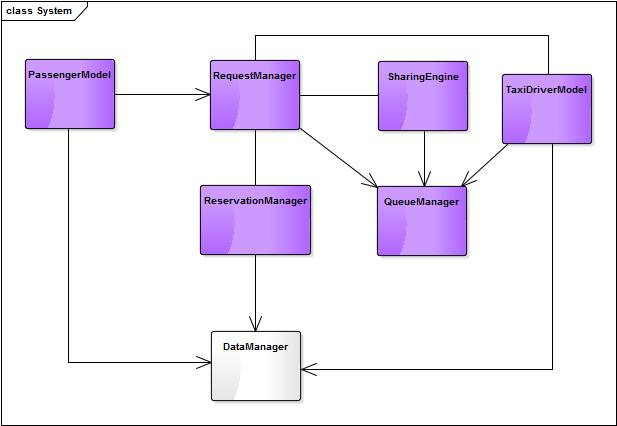 class System
PassengerModel
RequestManager
SharingEngine
TaxiDriverModel
ReservationManager
QueueManager
DataManager